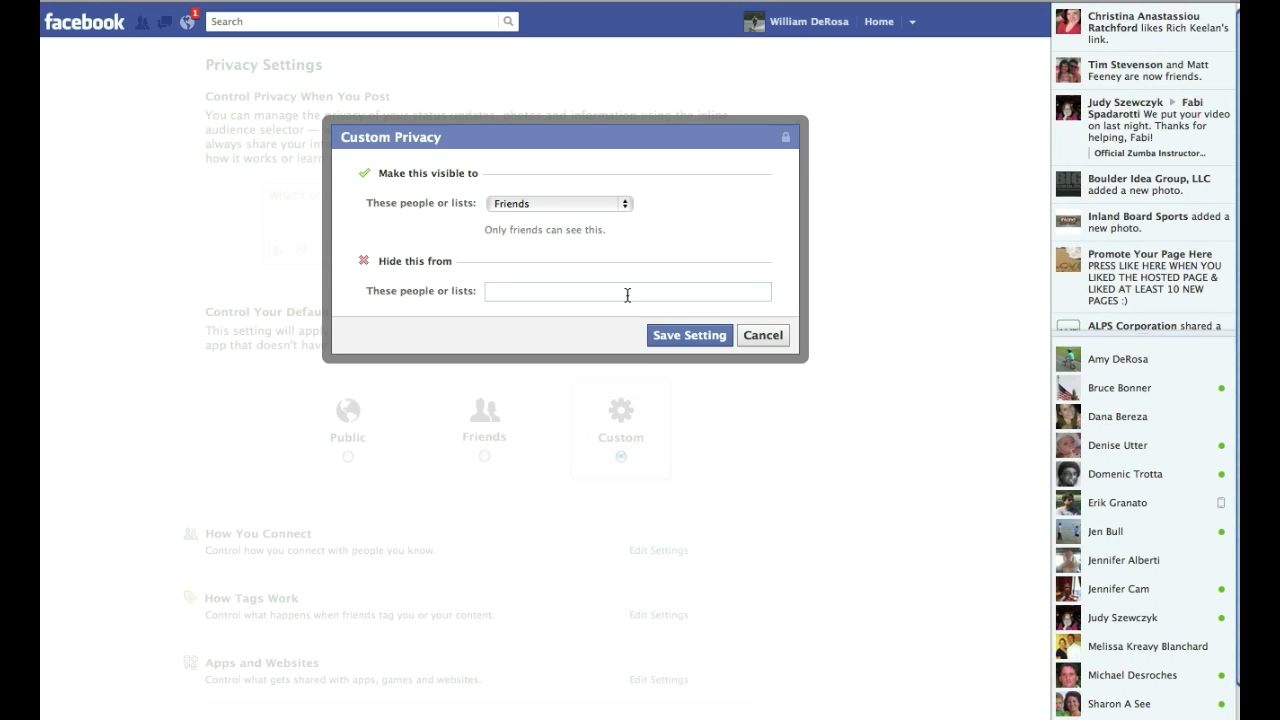 facebook
1
Search
William DeRosa
Home
Privacy Settings
Control Privacy When You Post
You can manage the privacy of your status updates, photos and information using the inline
audience selector —
always share your inf
how it works or learn
What's on
Custom Privacy
Make this visible to
These people or lists:
Friends
Only friends can see this.
Hide this from
These people or lists:
Save Setting
Cancel
Control Your Defau
This setting will appl
app that doesn't have
Public
Friends
Custom
How You Connect
Control how you connect with people you know.
Edit Settings
How Tags Work
Control what happens when friends tag you or your content.
Edit Settings
Apps and Websites
Control what gets shared with apps, games and websites.
Edit Settings
Christina Anastassiou
Ratchford likes Rich Keelan's
link.
Tim Stevenson and Matt
Feeney are now friends.
Judy Szewczyk ▶ Fabi
Spadarotti We put your video
on last night. Thanks for
helping, Fabi!
Official Zumba Instructor...
Boulder Idea Group, LLC
added a new photo.
Inland Board Sports added a
new photo.
Promote Your Page Here
PRESS LIKE HERE WHEN YOU
LIKED THE HOSTED PAGE &
LIKED AT LEAST 10 NEW
PAGES :)
ALPS Corporation shared a
Amy DeRosa
Bruce Bonner
Dana Bereza
Denise Utter
Domenic Trotta
Erik Granato
Jen Bull
Jennifer Alberti
Jennifer Cam
Judy Szewczyk
Melissa Kreavy Blanchard
Michael Desroches
Sharon A See